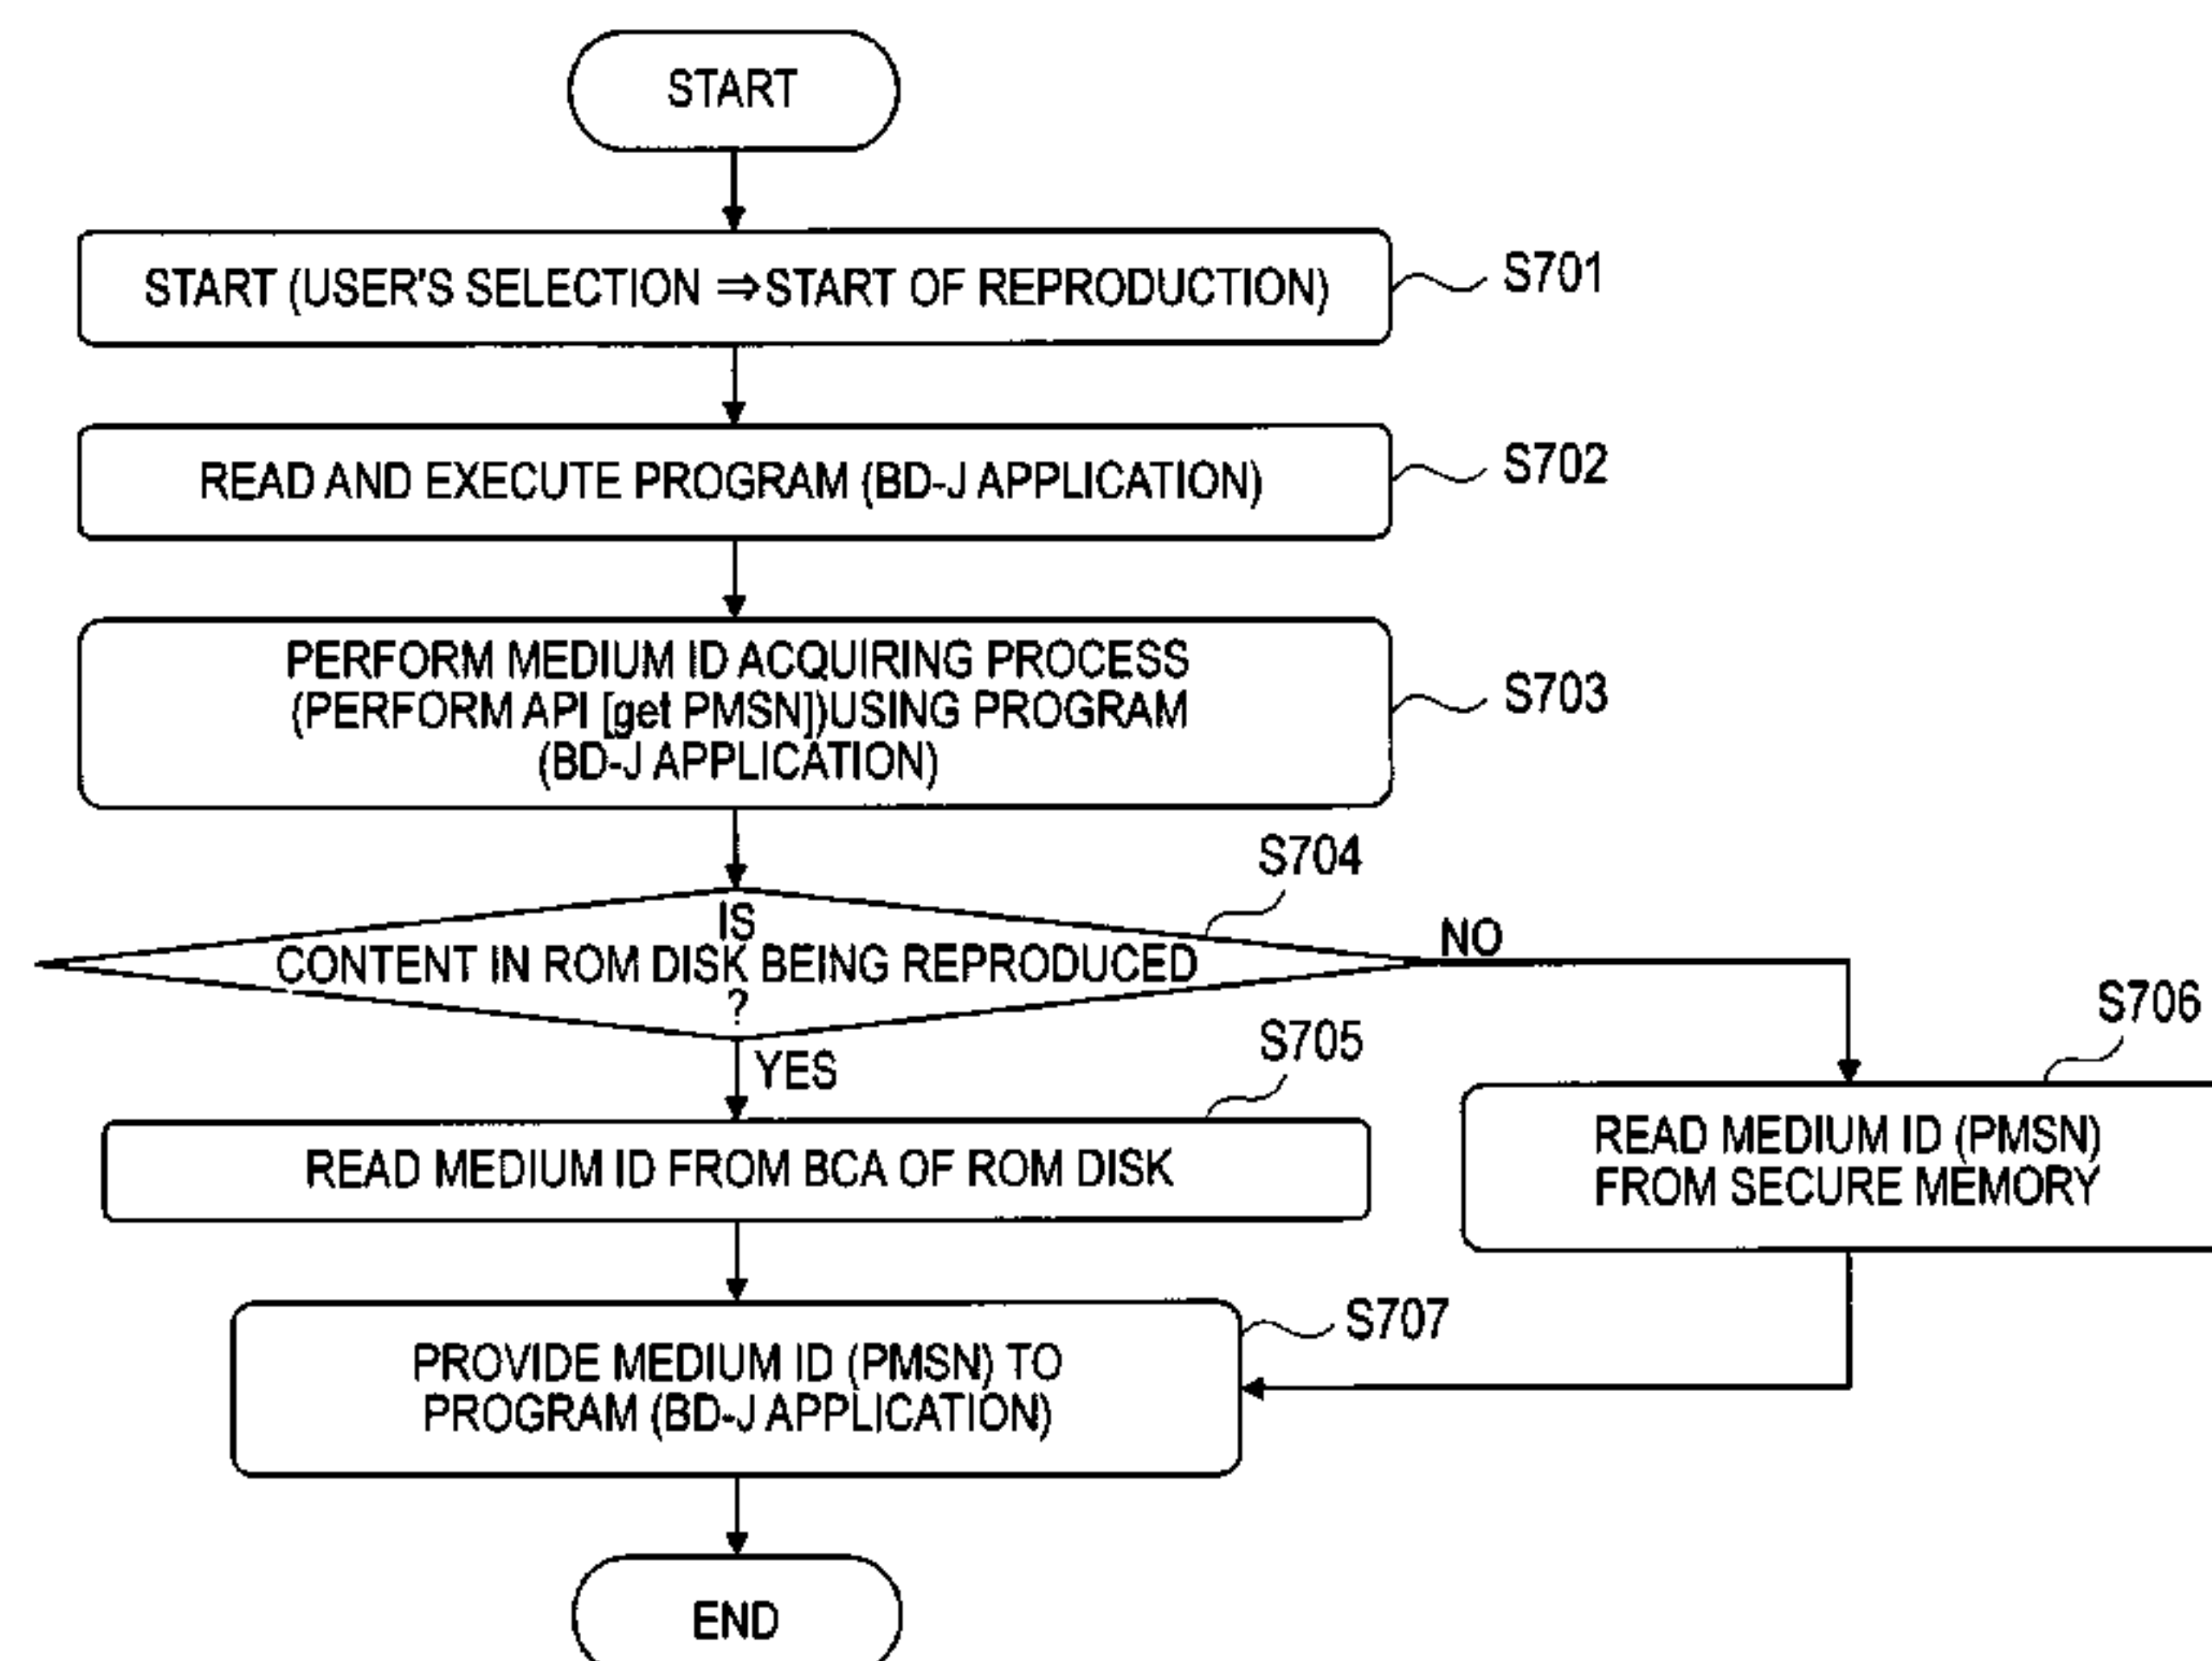 START
START (USER'S SELECTION ⇒START OF REPRODUCTION)
S701
READ AND EXECUTE PROGRAM (BD-J APPLICATION)
S702
PERFORM MEDIUM ID ACQUIRING PROCESS
(PERFORM API [get PMSN])USING PROGRAM
(BD-J APPLICATION)
S703
S704
IS
CONTENT IN ROM DISK BEING REPRODUCED
?
NO
YES
S705
S706
READ MEDIUM ID FROM BCA OF ROM DISK
READ MEDIUM ID (PMSN)
FROM SECURE MEMORY
S707
PROVIDE MEDIUM ID (PMSN) TO
PROGRAM (BD-J APPLICATION)
END